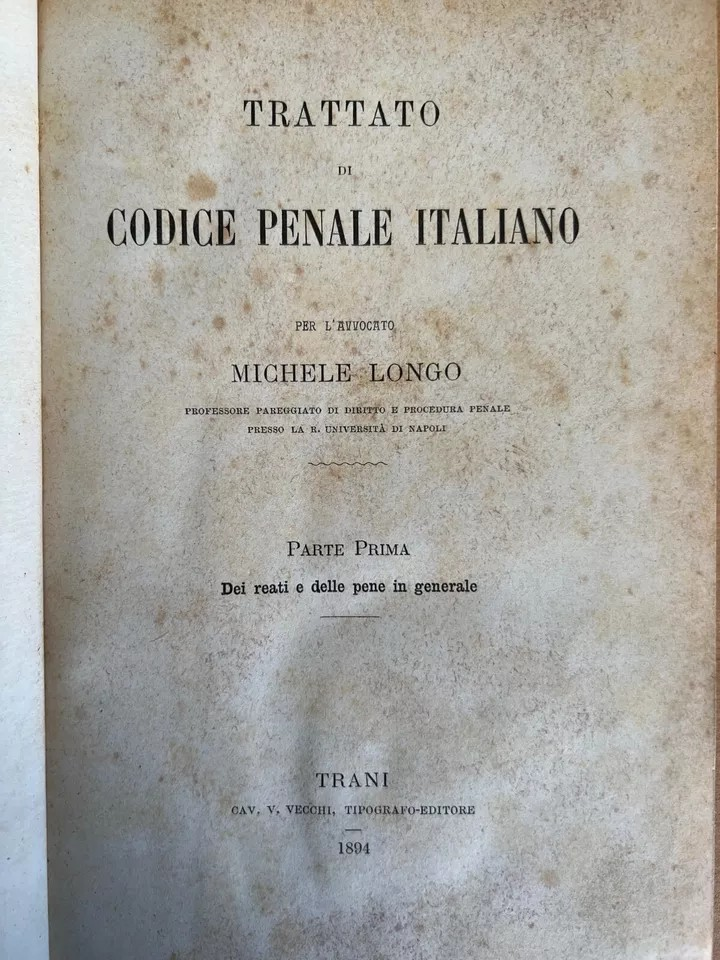 TRATTATO
DI
CODICE PENALE ITALIANO
PER L'AVVOCATO
MICHELE LONGO
PROFESSORE PAREGGIATO DI DIRITTO E PROCEDURA PENALE
PRESSO LA R. UNIVERSITÀ DI NAPOLI
PARTE PRIMA
Dei reati e delle pene in generale
TRANI
CAV. V. VECCHI, TIPOGRAFO-EDITORE
1894